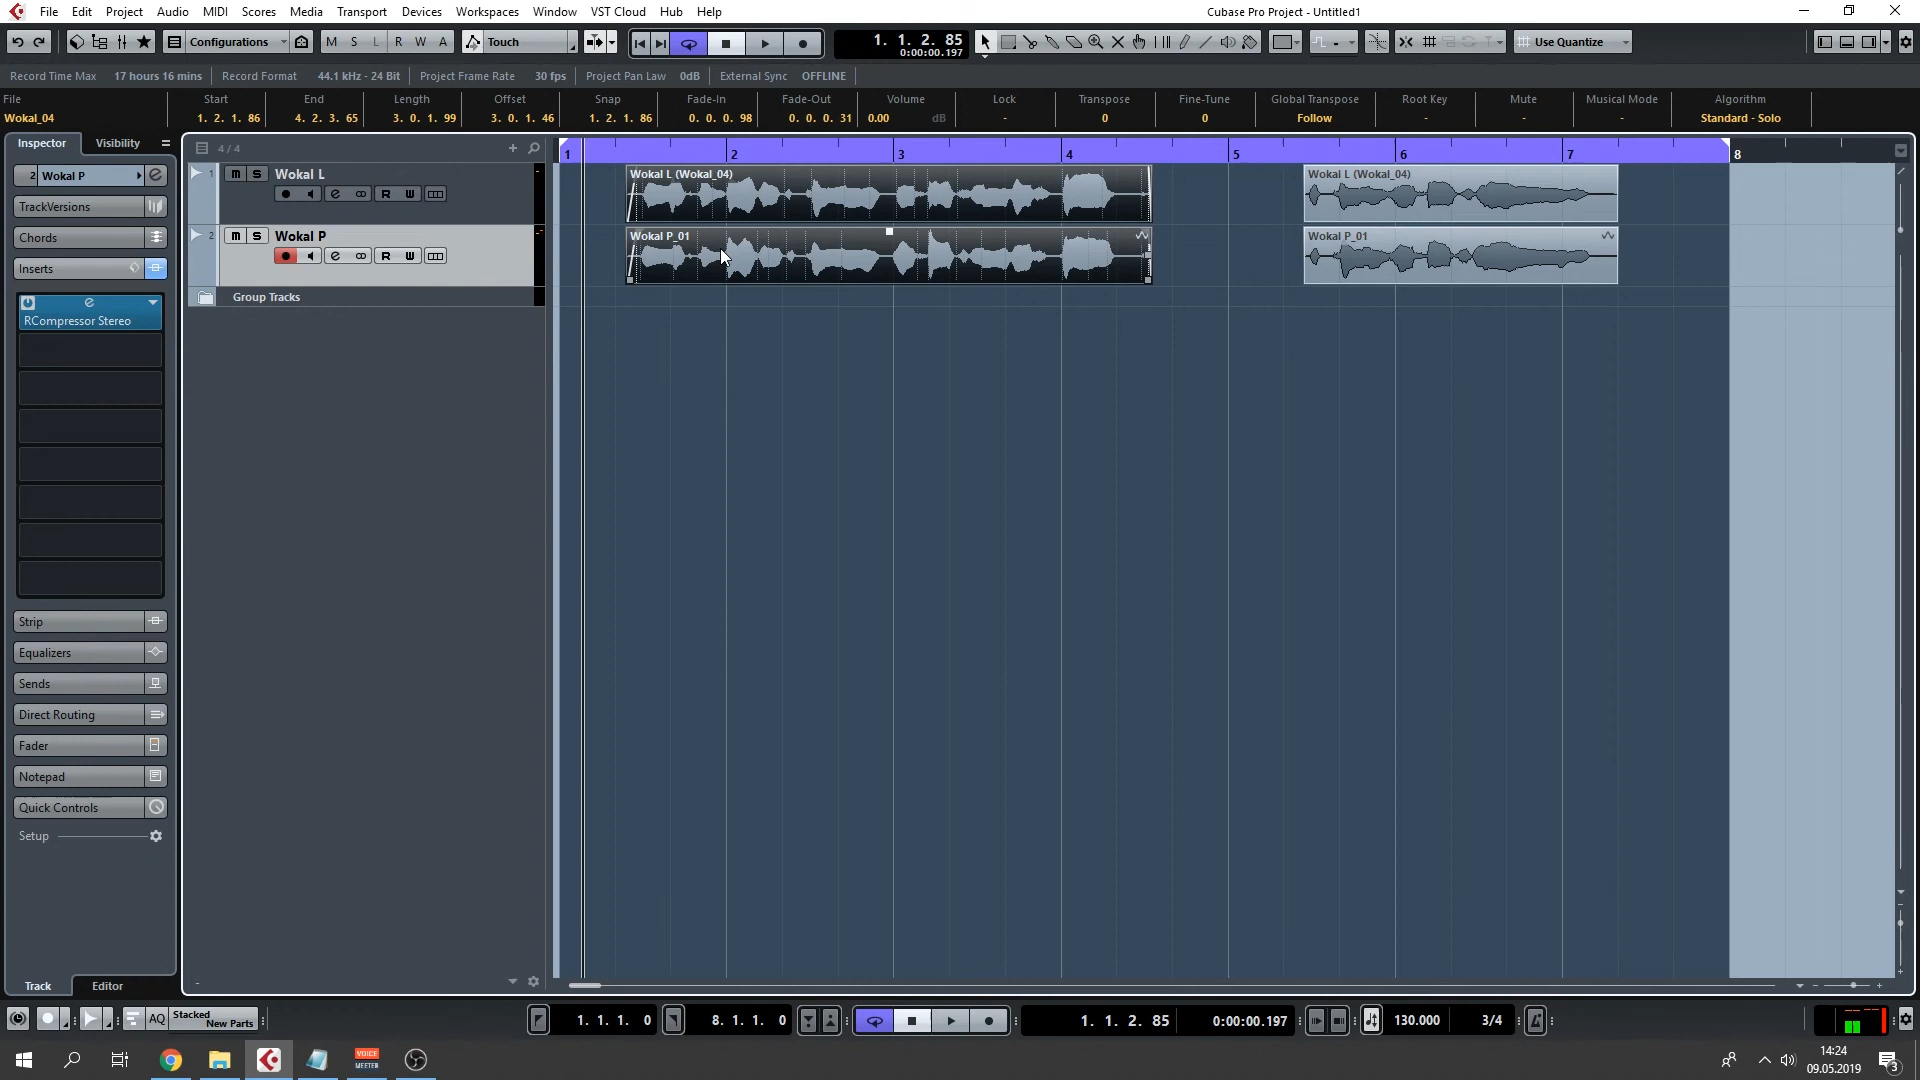 File Edit Project Audio MIDI Scores Media Transport Devices Workspaces Window VST Cloud Hub Help
Cubase Pro Project - Untitled1
Configurations M S L R W A Touch
1. 1. 2. 85
0:00:00.197
Use Quantize
Record Time Max 17 hours 16 mins Record Format 44.1 kHz - 24 Bit Project Frame Rate 30 fps Project Pan Law 0dB External Sync OFFLINE
File Start End Length Offset Snap Fade-In Fade-Out Volume Lock Transpose Fine-Tune Global Transpose Root Key Mute Musical Mode Algorithm
Wokal_04 1. 2. 1. 86 4. 2. 3. 65 3. 0. 1. 99 3. 0. 1. 46 1. 2. 1. 86 0. 0. 0. 98 0. 0. 0. 31 0.00 dB - 0 0 Follow - - - Standard - Solo
Inspector Visibility
4 / 4
1 2 3 4 5 6 7 8
2 Wokal P
TrackVersions
Chords
Inserts
RCompressor Stereo
Strip
Equalizers
Sends
Direct Routing
Fader
Notepad
Quick Controls
Setup
Track Editor
1 m S Wokal L
e R W
2 m S Wokal P
e R W
Group Tracks
Wokal L (Wokal_04)
Wokal L (Wokal_04)
Wokal P_01
Wokal P_01
AQ Stacked
New Parts
1. 1. 1. 0
8. 1. 1. 0
1. 1. 2. 85
0:00:00.197
130.000
3/4
VOICE
MEETER
14:24
09.05.2019
3